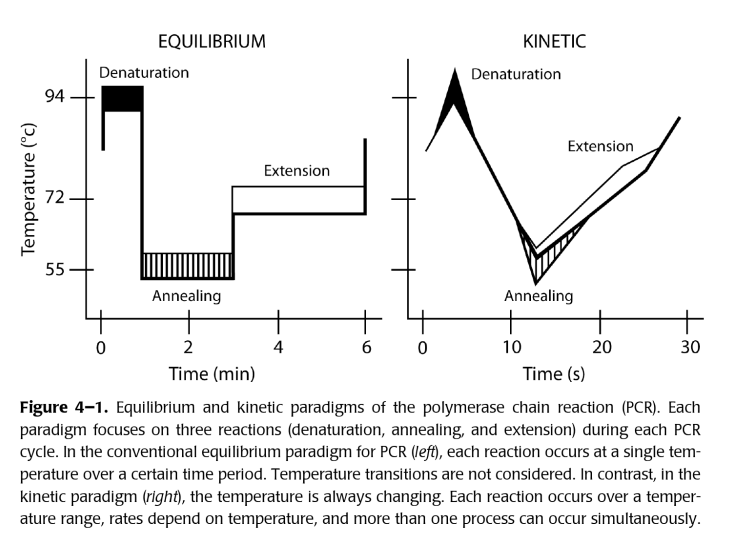 EQUILIBRIUM
KINETIC
Denaturation
Denaturation
94
Extension
Extension
72
55
Annealing
Annealing
Temperature (°c)
0 2 4 6
0 10 20 30
Time (min)
Time (s)
Figure 4–1. Equilibrium and kinetic paradigms of the polymerase chain reaction (PCR). Each
paradigm focuses on three reactions (denaturation, annealing, and extension) during each PCR
cycle. In the conventional equilibrium paradigm for PCR (left), each reaction occurs at a single tem-
perature over a certain time period. Temperature transitions are not considered. In contrast, in the
kinetic paradigm (right), the temperature is always changing. Each reaction occurs over a temper-
ature range, rates depend on temperature, and more than one process can occur simultaneously.